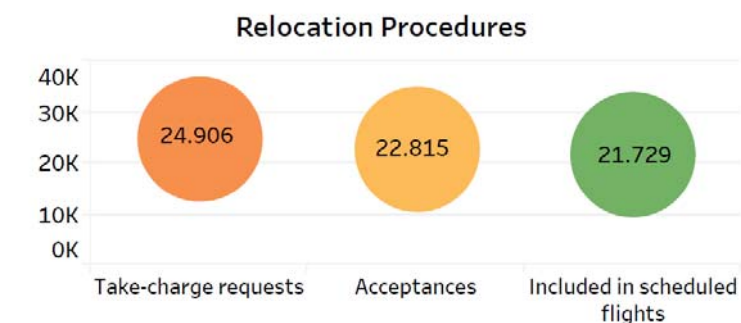 Relocation Procedures
40K
30K
20K
10K
0K
24.906
22.815
21.729
Take-charge requests
Acceptances
Included in scheduled
flights